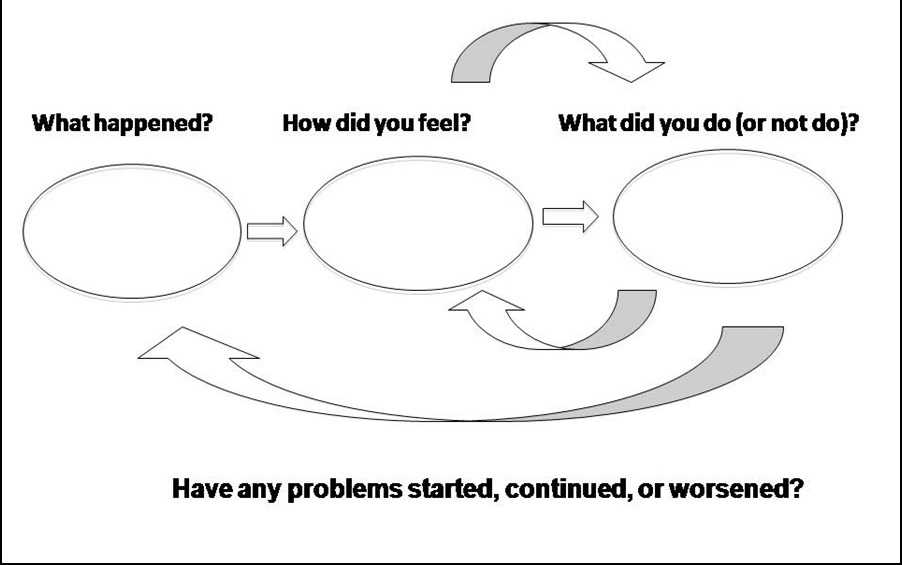 What happened?
How did you feel?
What did you do (or not do)?
Have any problems started, continued, or worsened?